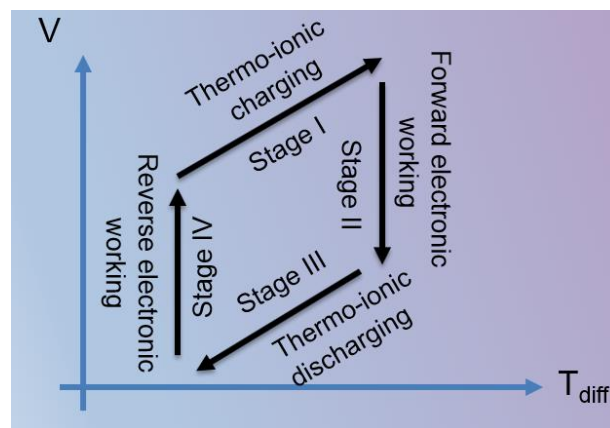 V
Thermo-ionic
charging
Stage I
Forward electronic
working
Stage II
Reverse electronic
working
Stage IV
Stage III
Thermo-ionic
discharging
Tdiff